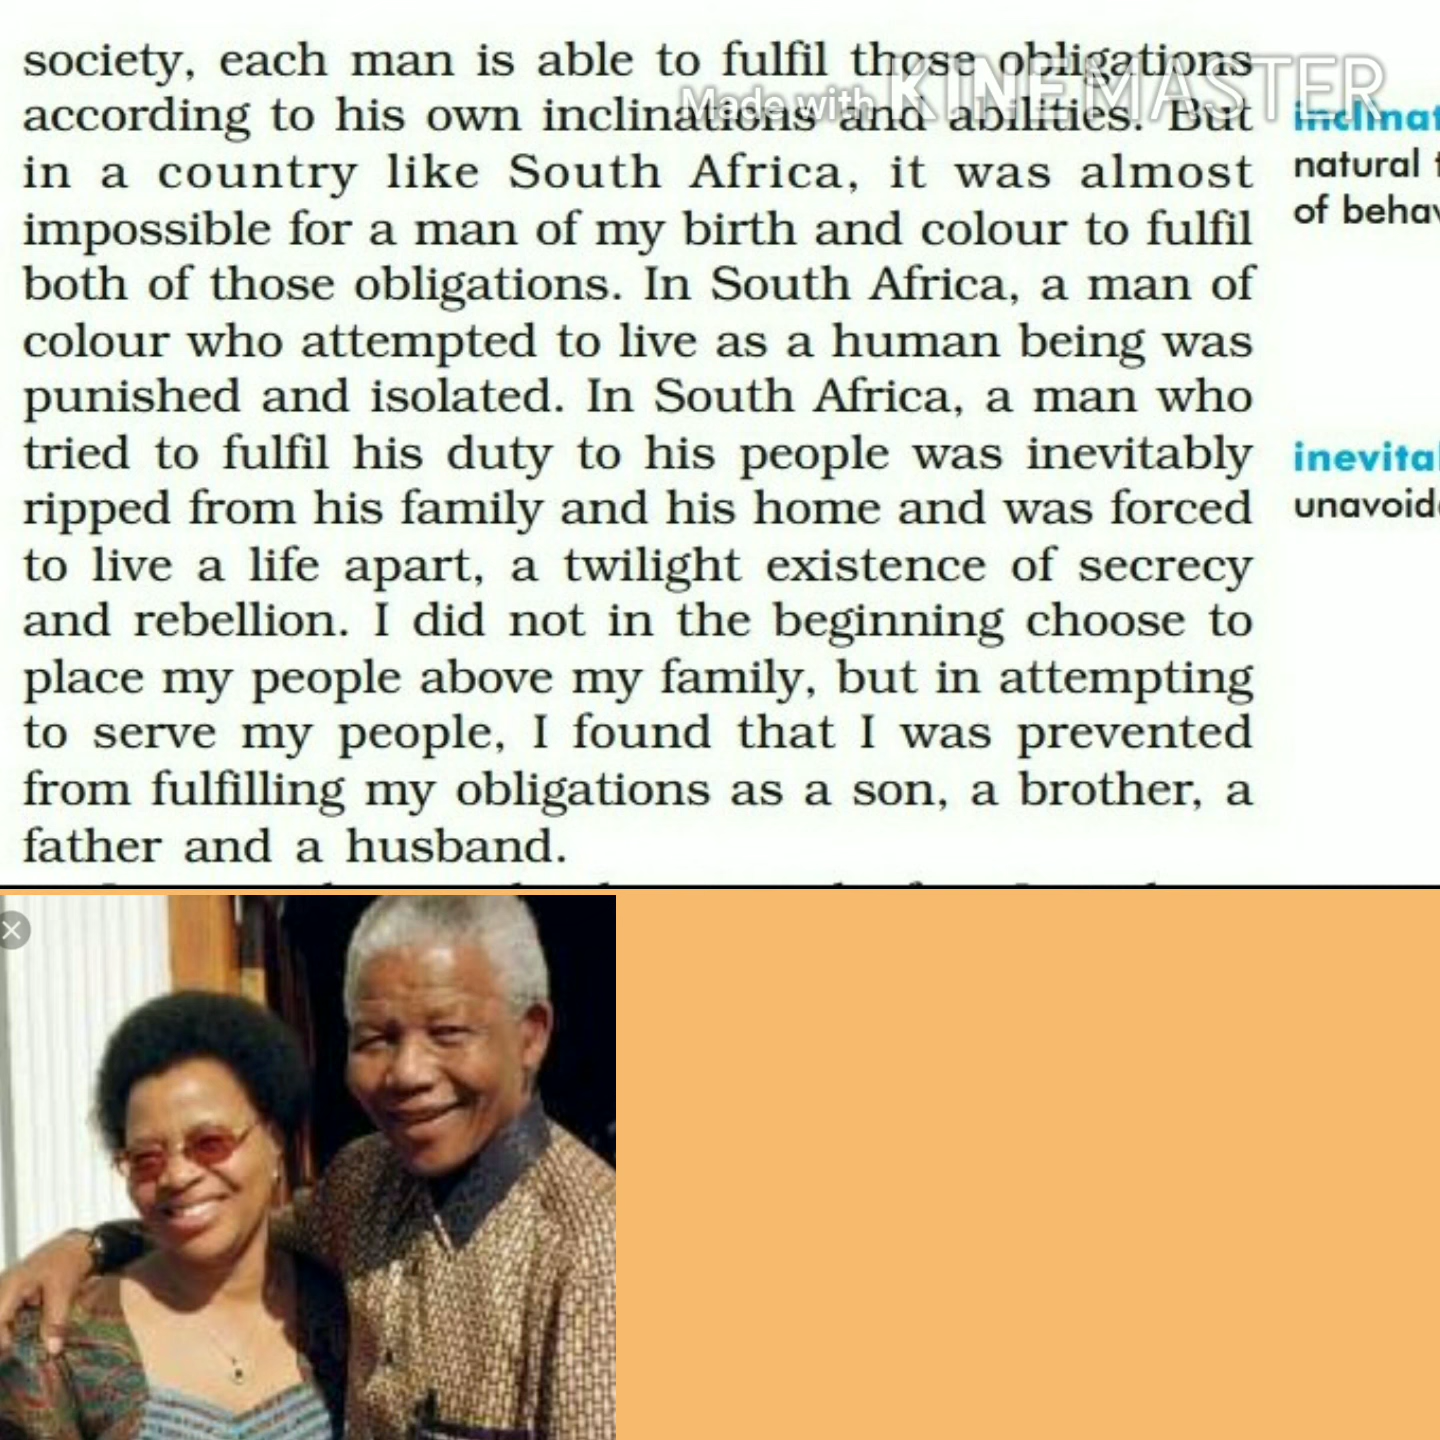 society, each man is able to fulfil those obligations
Made with KINEMASTER
according to his own inclinations and abilities. But
in a country like South Africa, it was almost
impossible for a man of my birth and colour to fulfil
both of those obligations. In South Africa, a man of
colour who attempted to live as a human being was
punished and isolated. In South Africa, a man who
tried to fulfil his duty to his people was inevitably
ripped from his family and his home and was forced
to live a life apart, a twilight existence of secrecy
and rebellion. I did not in the beginning choose to
place my people above my family, but in attempting
to serve my people, I found that I was prevented
from fulfilling my obligations as a son, a brother, a
father and a husband.
inclinat
natural t
of behav
inevita
unavoid